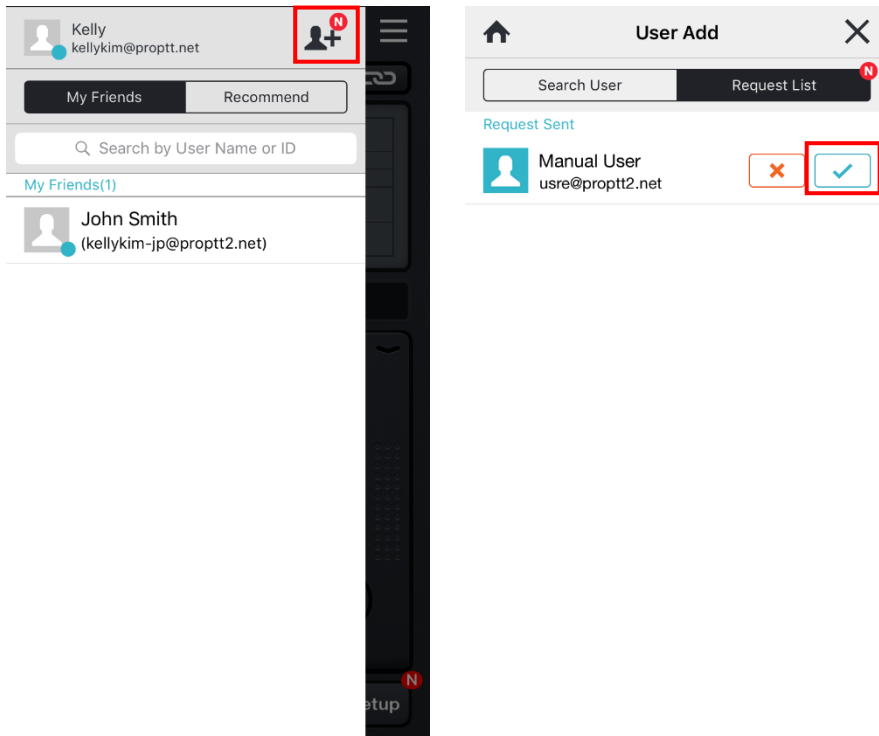 Kelly
kellykim@proptt.net
N
My Friends
Recommend
Search by User Name or ID
My Friends(1)
John Smith
(kellykim-jp@proptt2.net)
N
etup
User Add
Search User
Request List
N
Request Sent
Manual User
usre@proptt2.net